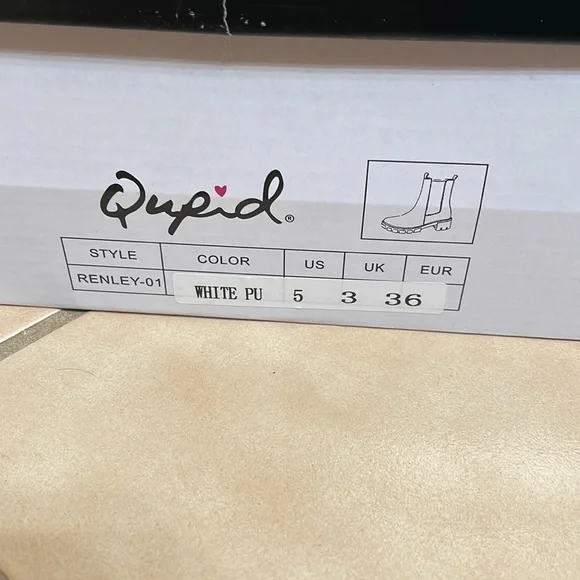 Qupid®
STYLE COLOR US UK EUR
RENLEY-01 WHITE PU 5 3 36